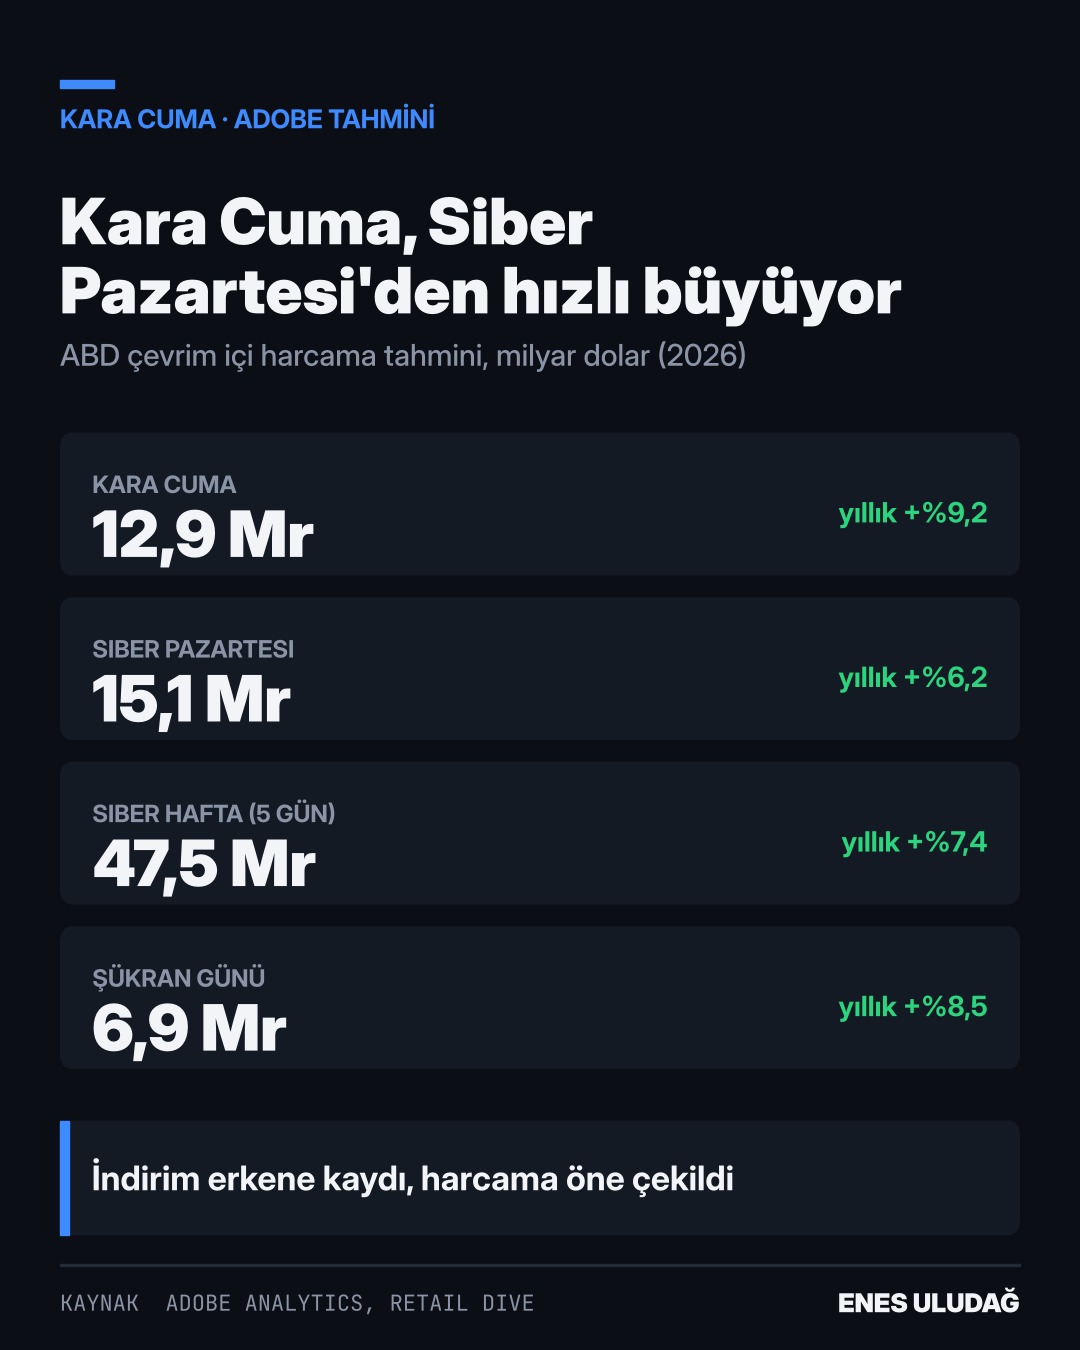 KARA CUMA · ADOBE TAHMİNİ
Kara Cuma, Siber
Pazartesi'den hızlı büyüyor
ABD çevrim içi harcama tahmini, milyar dolar (2026)
KARA CUMA
12,9 Mr
yıllık +%9,2
SIBER PAZARTESI
15,1 Mr
yıllık +%6,2
SIBER HAFTA (5 GÜN)
47,5 Mr
yıllık +%7,4
ŞÜKRAN GÜNÜ
6,9 Mr
yıllık +%8,5
İndirim erkene kaydı, harcama öne çekildi
KAYNAK ADOBE ANALYTICS, RETAIL DIVE
ENES ULUDAĞ